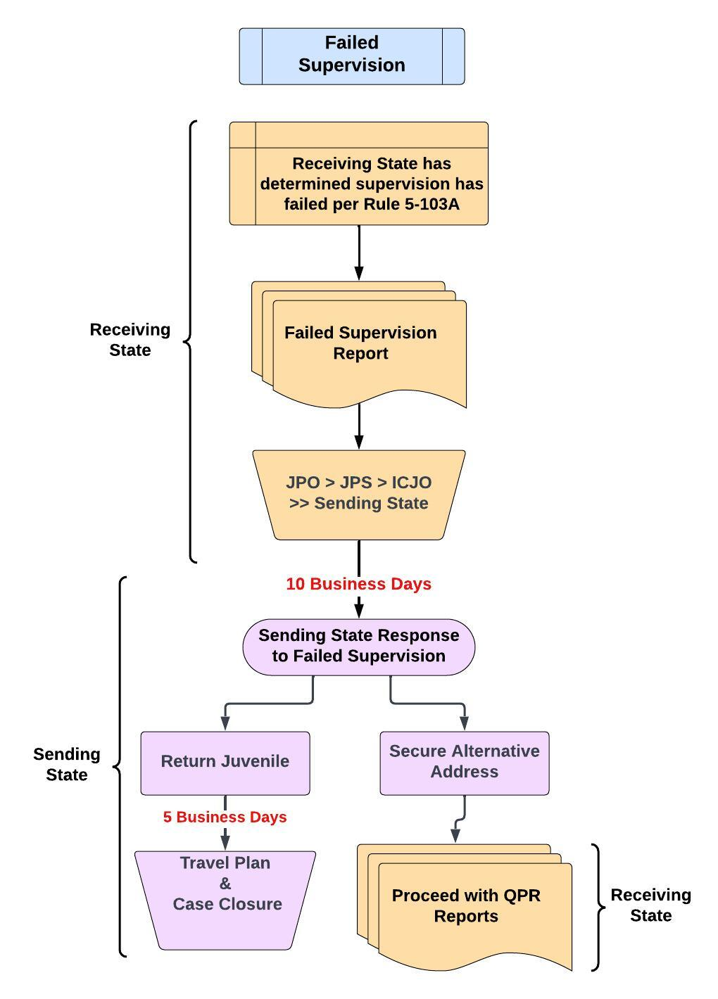 Failed
Supervision
Receiving State has
determined supervision has
failed per Rule 5-103A
Receiving
State
Failed Supervision
Report
JPO > JPS > ICJO
>> Sending State
10 Business Days
Sending State Response
to Failed Supervision
Sending
State
Return Juvenile
Secure Alternative
Address
5 Business Days
Travel Plan
&
Case Closure
Proceed with QPR
Reports
Receiving
State